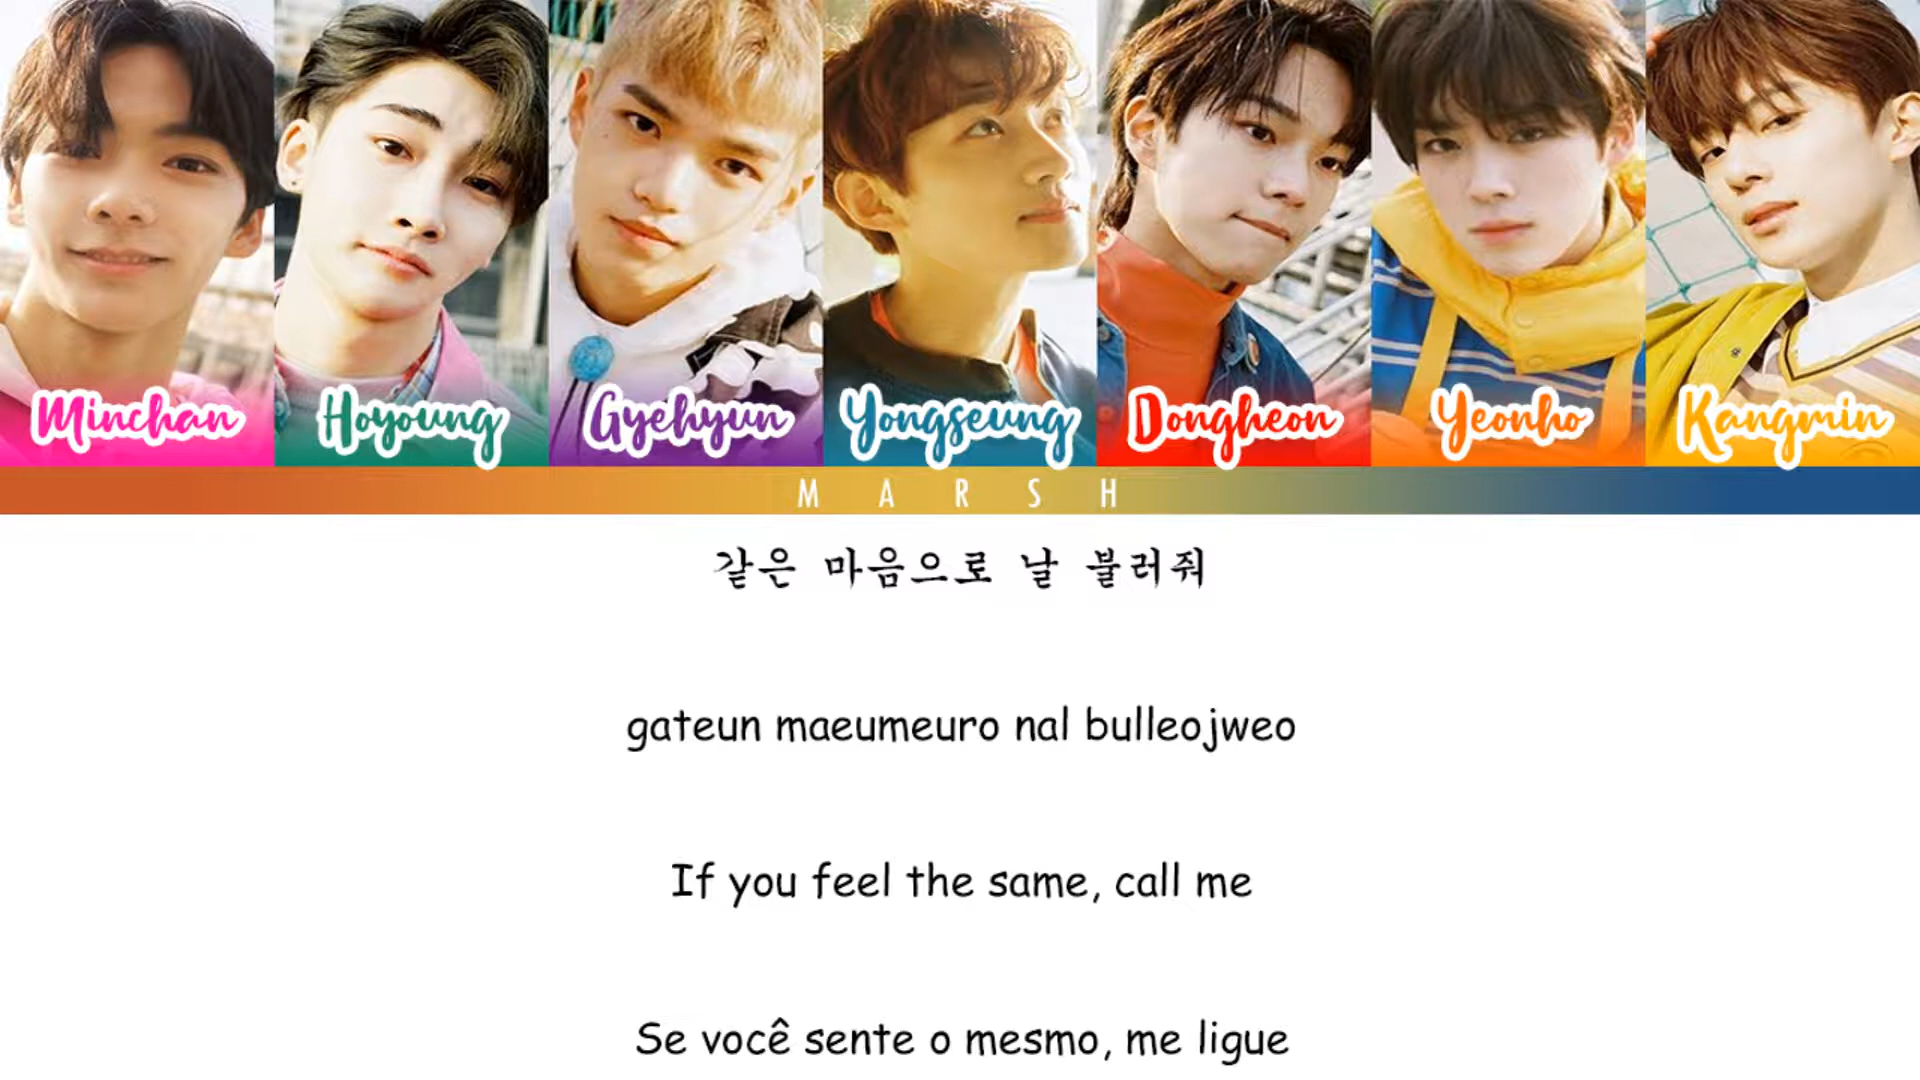 Minchan Hoyoung Gyehyun Yongseung Dongheon Yeonho Kangmin
MARSH
같은 마음으로 날 불러줘
gateun maeumeuro nal bulleojweo
If you feel the same, call me
Se você sente o mesmo, me ligue